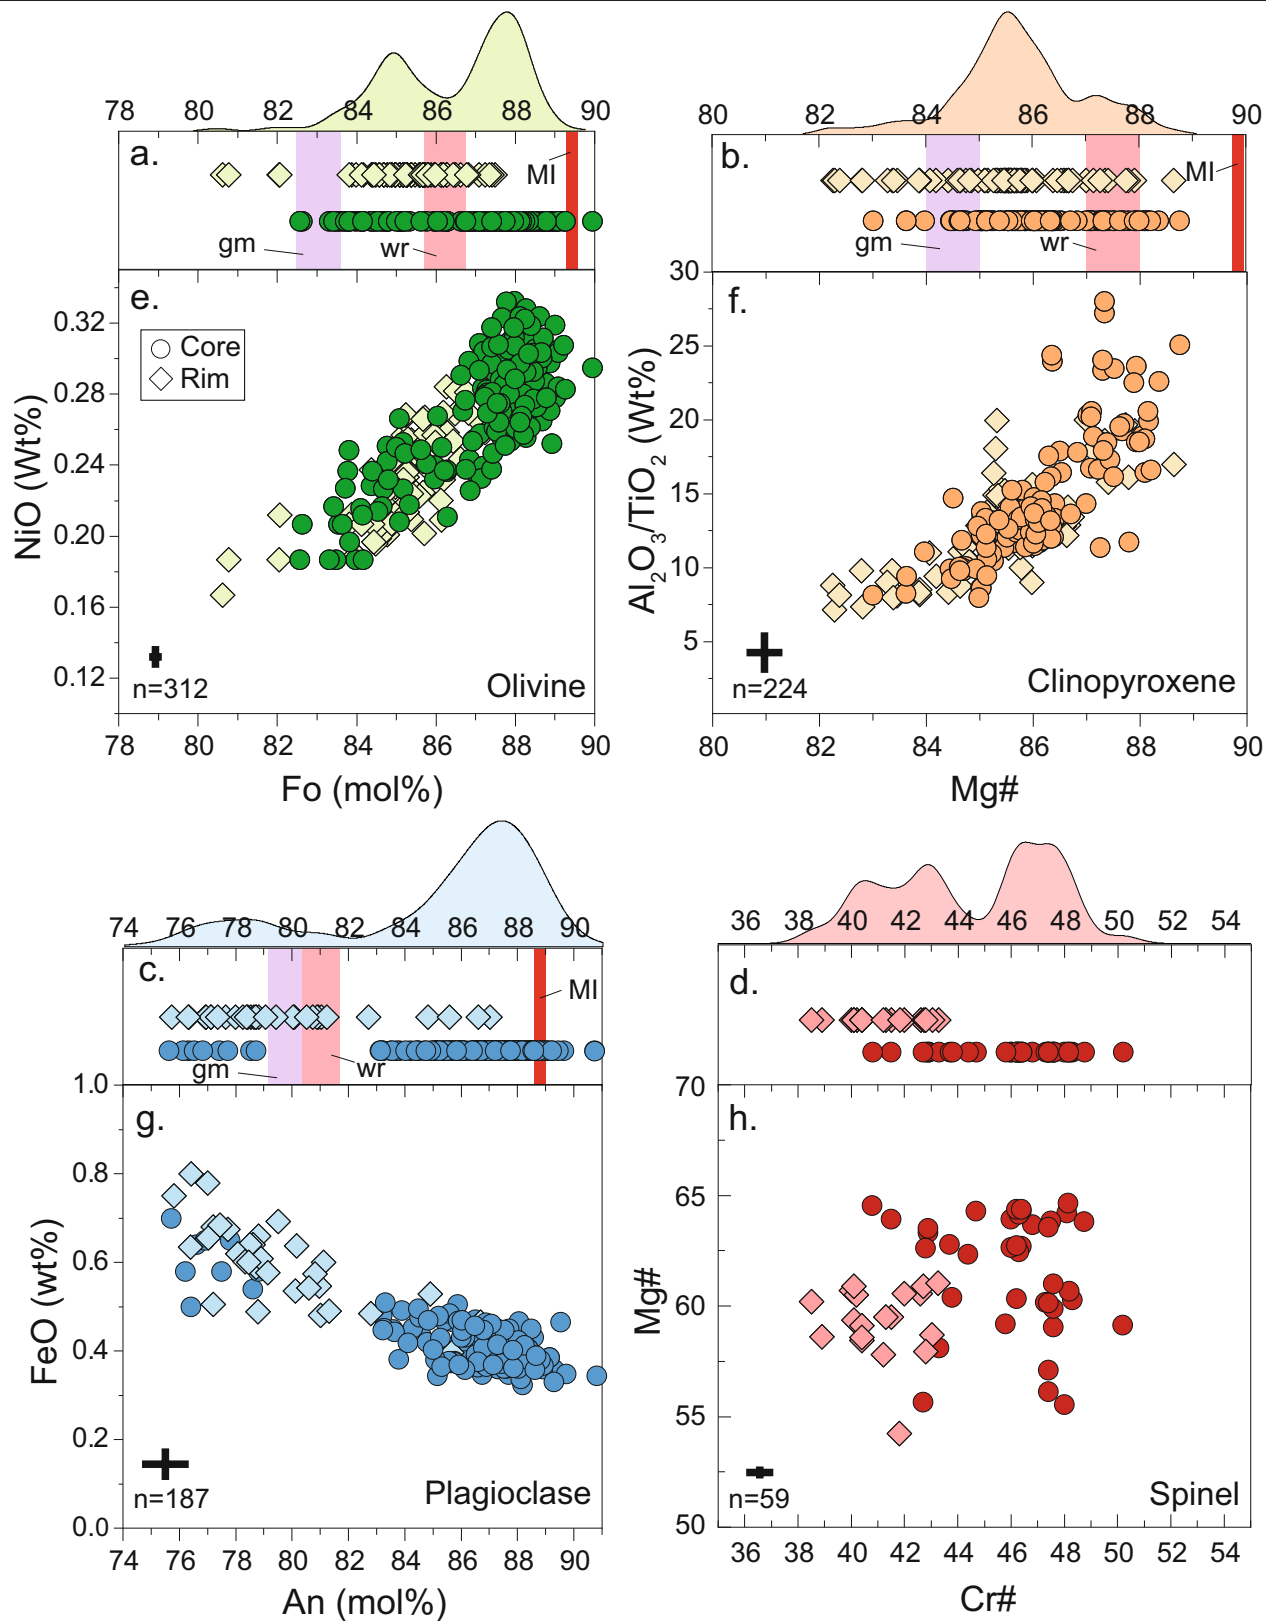 78 80 82 84 86 88 90
a.
MI
gm
wr
e.
Core
Rim
0.32
0.28
0.24
0.20
0.16
0.12
NiO (Wt%)
n=312
Olivine
78 80 82 84 86 88 90
Fo (mol%)
80 82 84 86 88 90
b.
MI
gm
wr
30
f.
25
20
15
10
5
Al2O3/TiO2 (Wt%)
n=224
Clinopyroxene
80 82 84 86 88 90
Mg#
74 76 78 80 82 84 86 88 90
c.
MI
gm
wr
1.0
g.
0.8
0.6
0.4
0.2
0.0
FeO (wt%)
n=187
Plagioclase
74 76 78 80 82 84 86 88 90
An (mol%)
36 38 40 42 44 46 48 50 52 54
d.
70
h.
65
60
55
50
Mg#
n=59
Spinel
36 38 40 42 44 46 48 50 52 54
Cr#